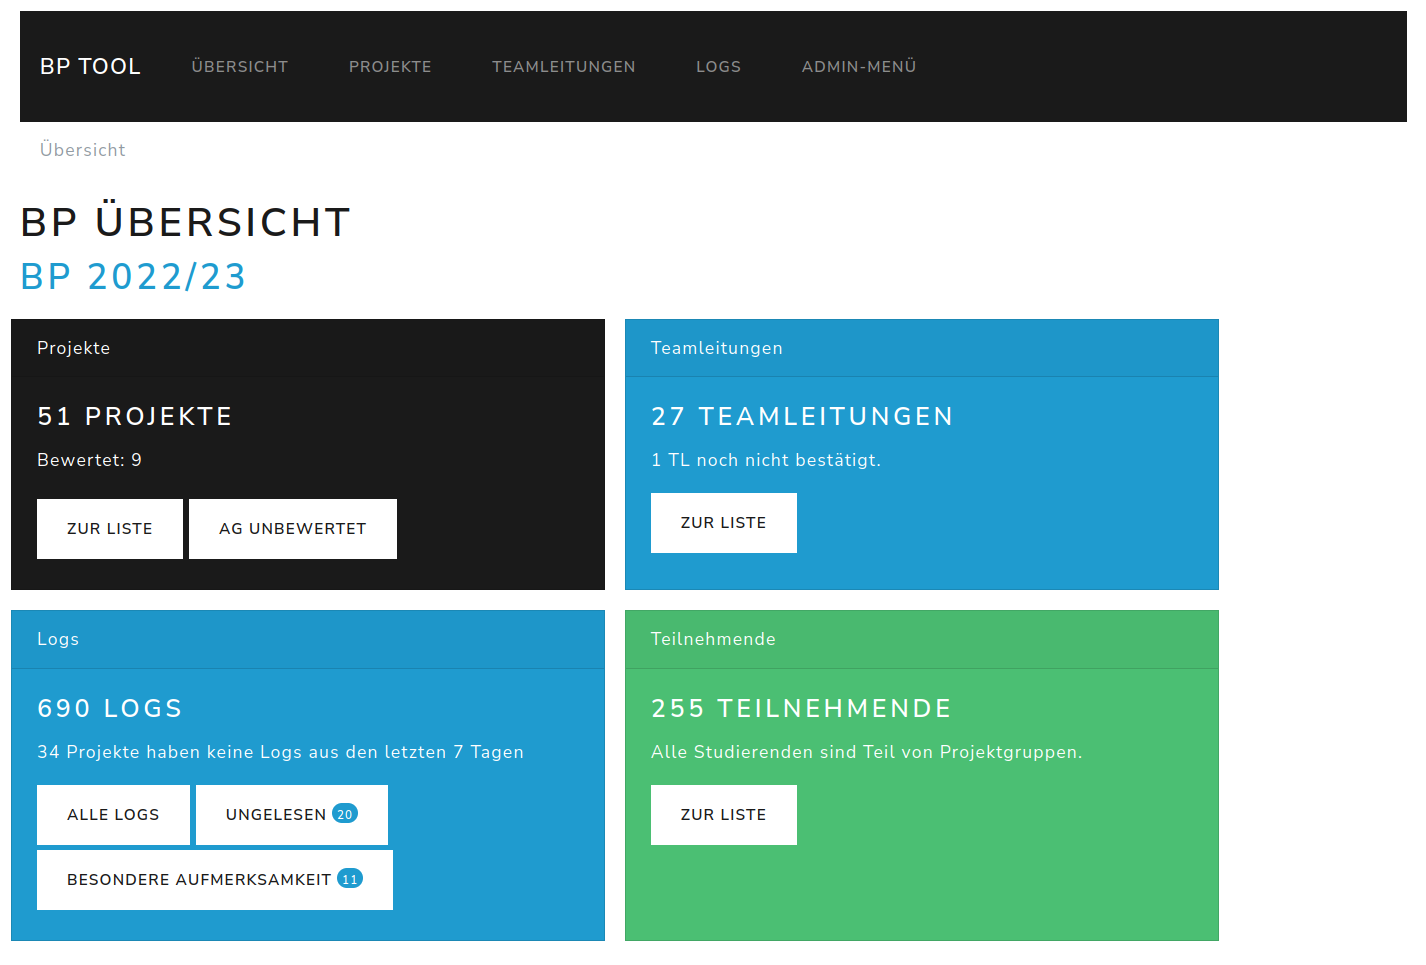 BP TOOL ÜBERSICHT PROJEKTE TEAMLEITUNGEN LOGS ADMIN-MENÜ
Übersicht
BP ÜBERSICHT
BP 2022/23
Projekte
51 PROJEKTE
Bewertet: 9
ZUR LISTE AG UNBEWERTET
Teamleitungen
27 TEAMLEITUNGEN
1 TL noch nicht bestätigt.
ZUR LISTE
Logs
690 LOGS
34 Projekte haben keine Logs aus den letzten 7 Tagen
ALLE LOGS UNGELESEN 20
BESONDERE AUFMERKSAMKEIT 11
Teilnehmende
255 TEILNEHMENDE
Alle Studierenden sind Teil von Projektgruppen.
ZUR LISTE